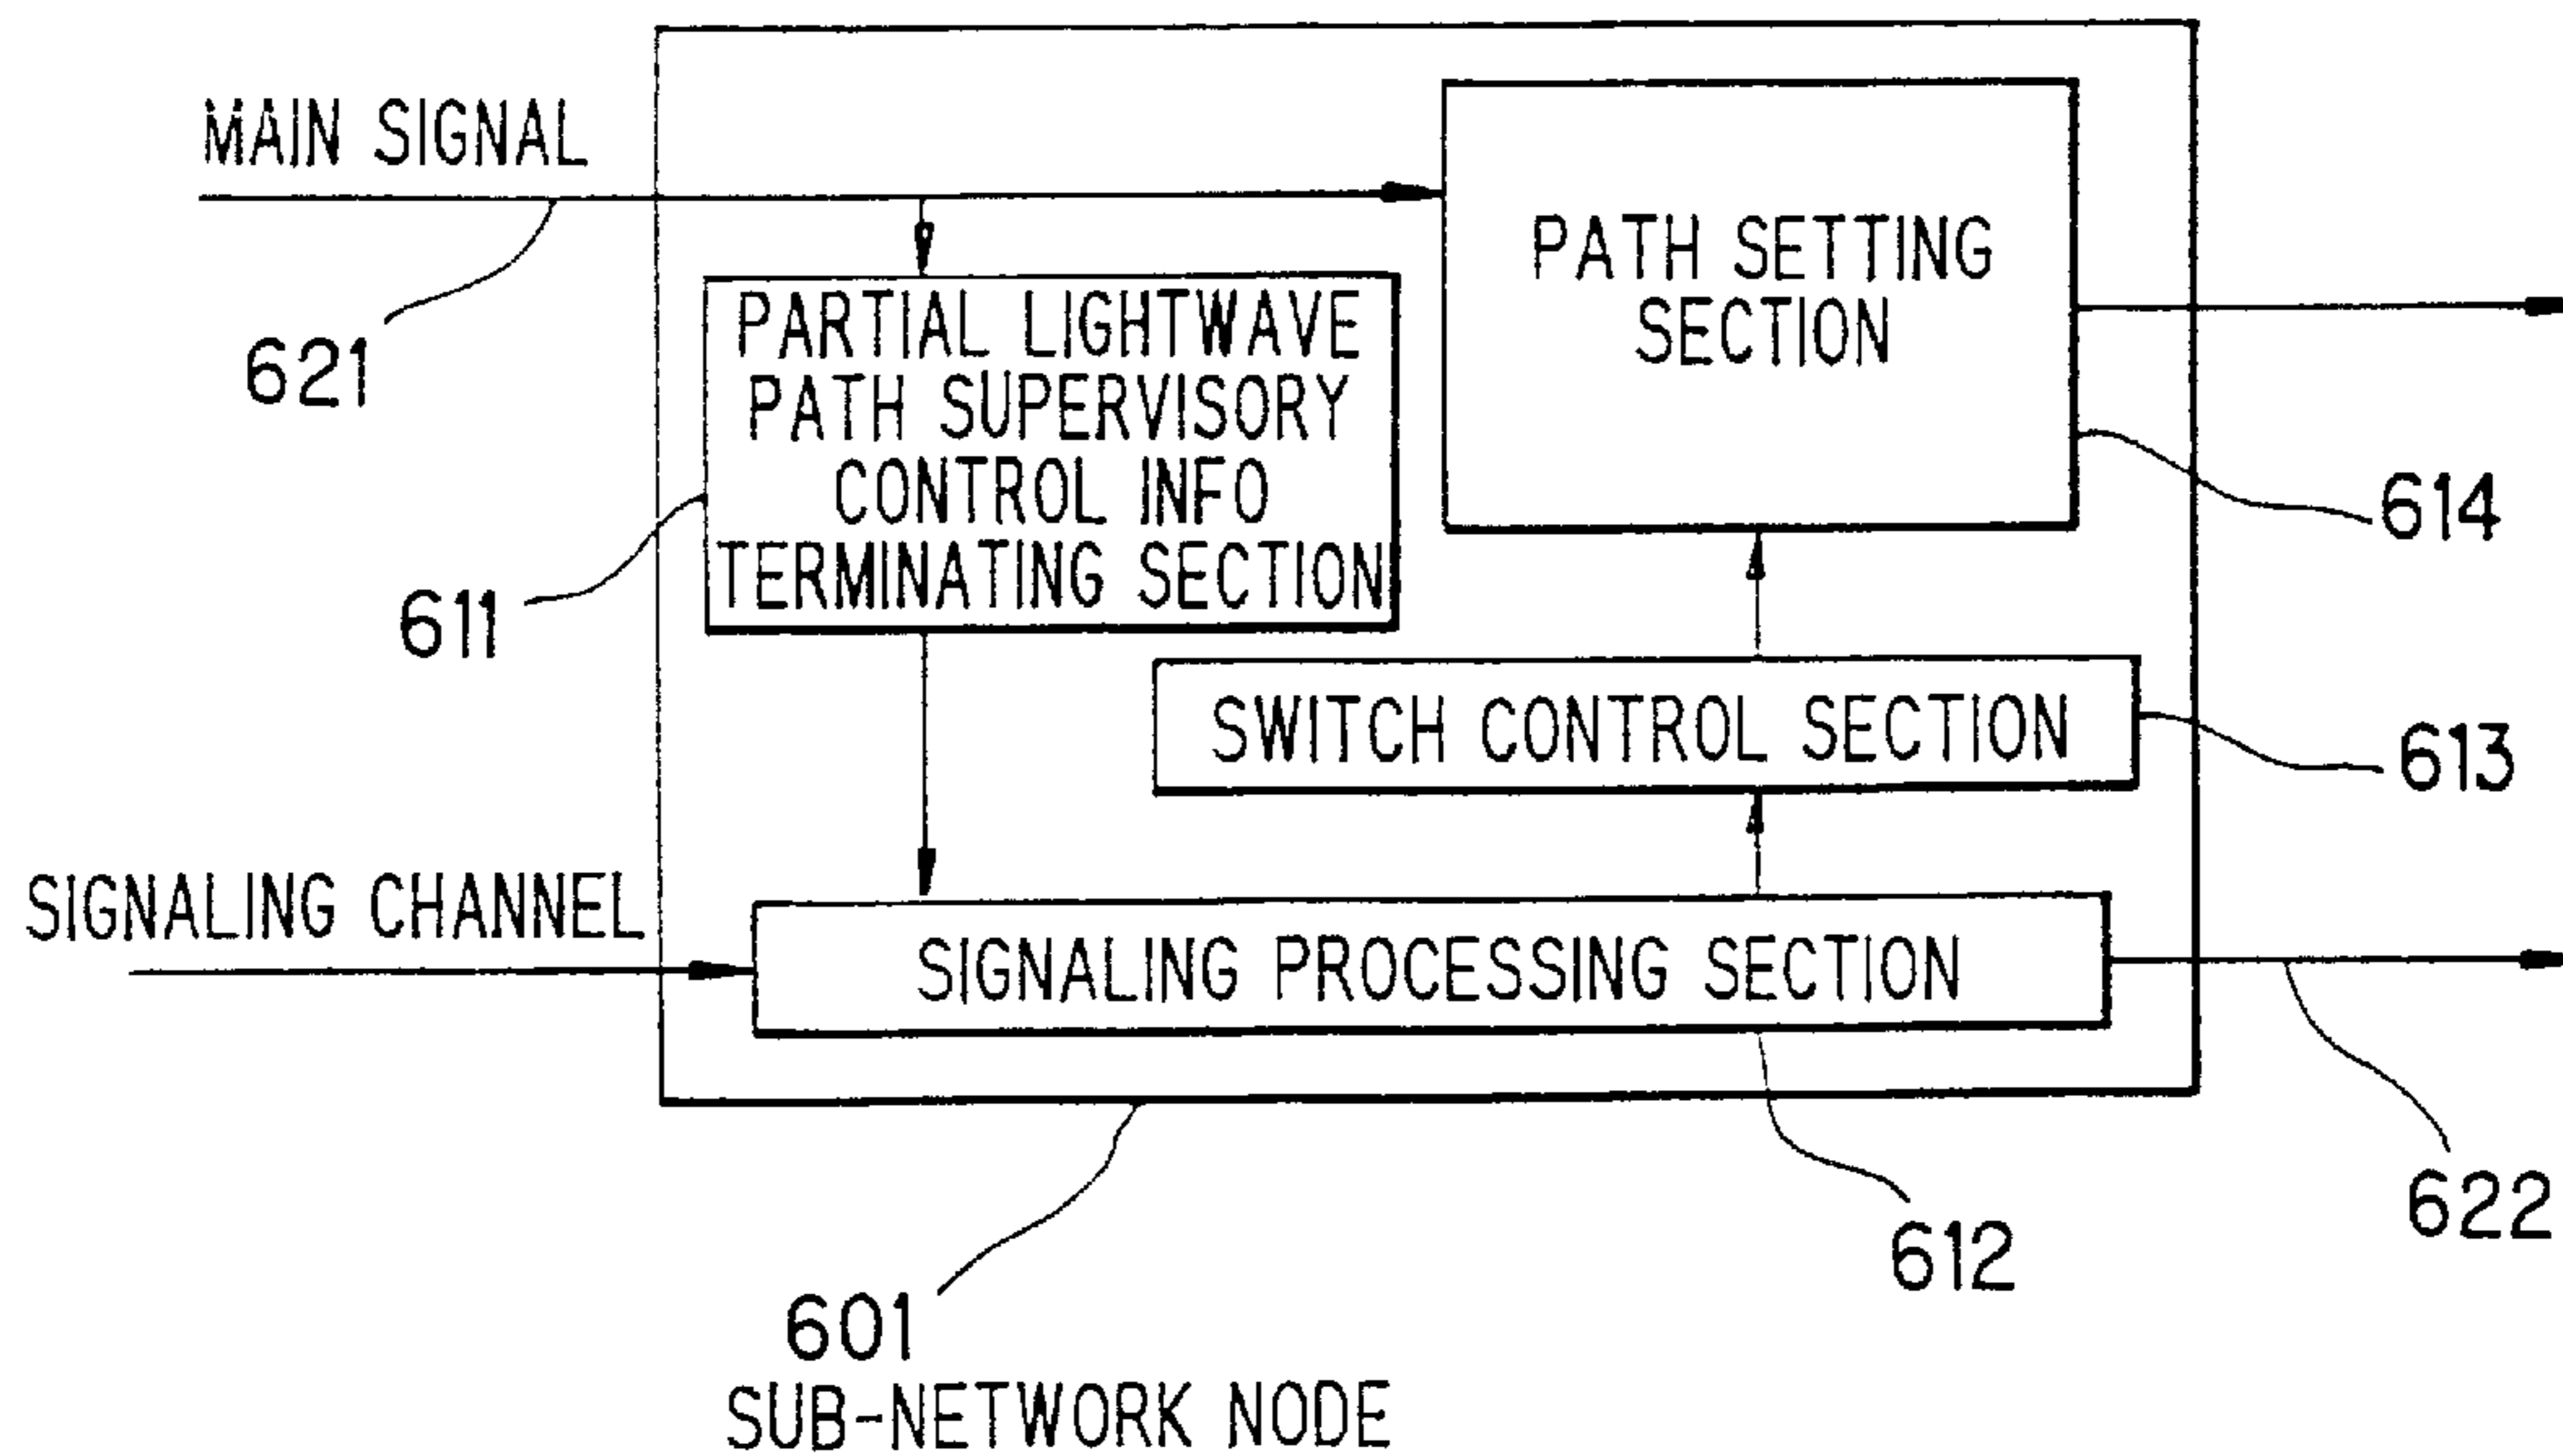 MAIN SIGNAL
621
PARTIAL LIGHTWAVE
PATH SUPERVISORY
CONTROL INFO
TERMINATING SECTION
611
PATH SETTING
SECTION
614
SWITCH CONTROL SECTION
613
SIGNALING CHANNEL
SIGNALING PROCESSING SECTION
622
612
601
SUB-NETWORK NODE